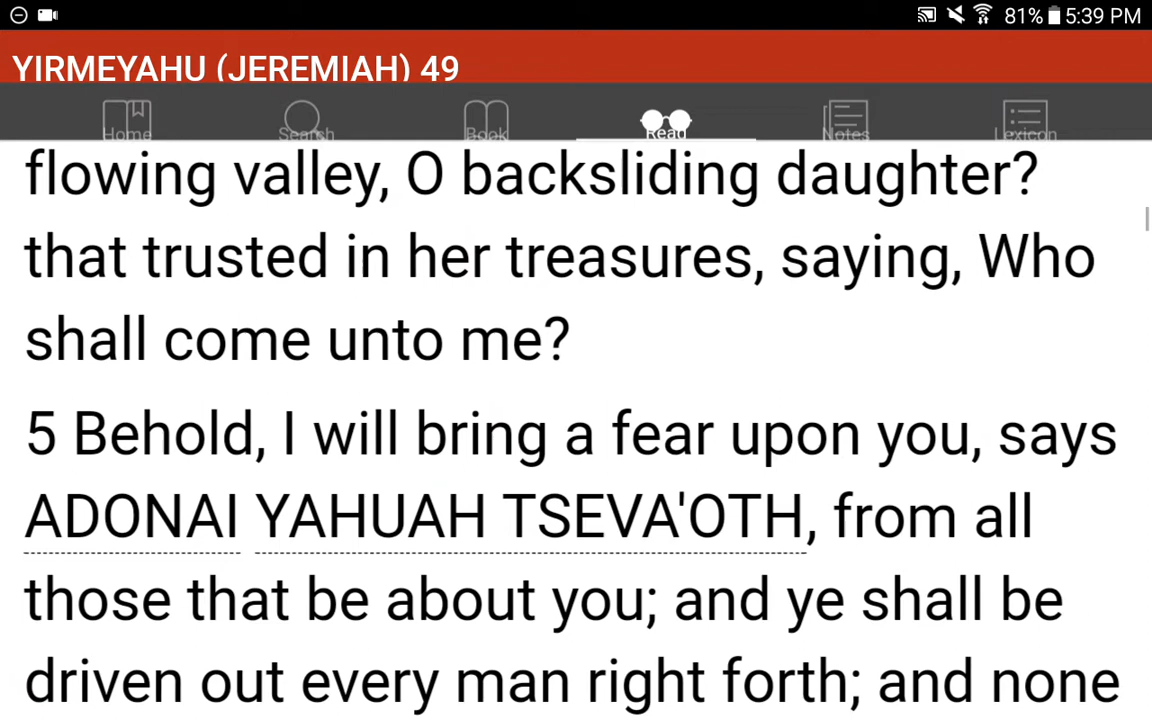 81% 5:39 PM
YIRMEYAHU (JEREMIAH) 49
Home Search Book Read Notes Lexicon
flowing valley, O backsliding daughter?
that trusted in her treasures, saying, Who
shall come unto me?
5 Behold, I will bring a fear upon you, says
ADONAI YAHUAH TSEVA'OTH, from all
those that be about you; and ye shall be
driven out every man right forth; and none